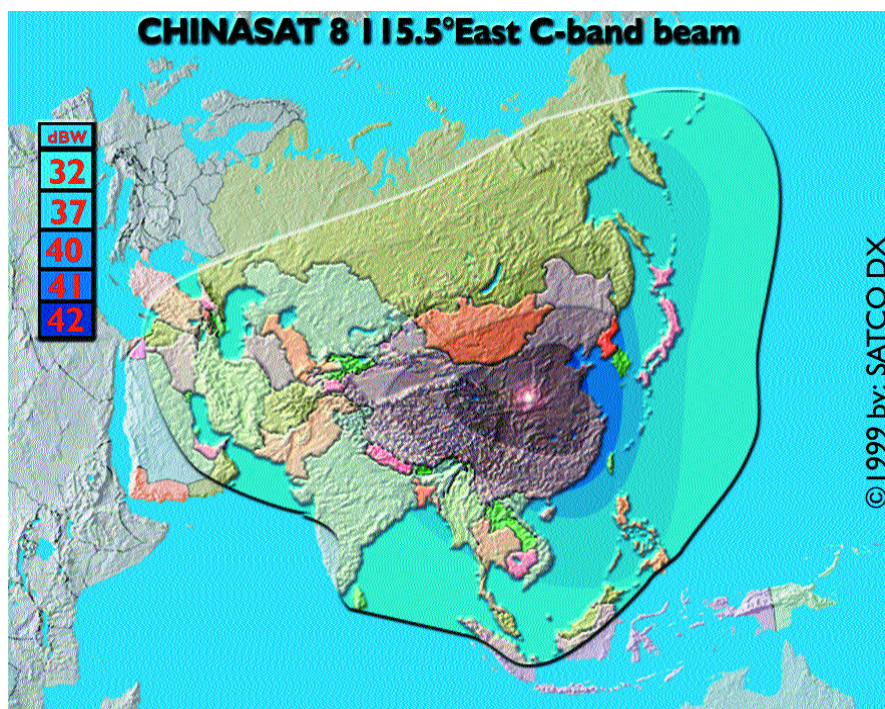 CHINASAT 8 115.5°East C-band beam
dBW
32
37
40
41
42
©1999 by: SATCO DX